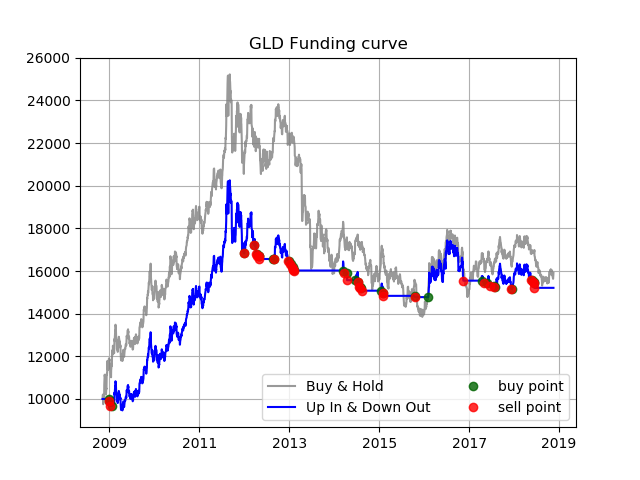 GLD Funding curve
26000
24000
22000
20000
18000
16000
14000
12000
10000
Buy & Hold
Up In & Down Out
buy point
sell point
2009 2011 2013 2015 2017 2019